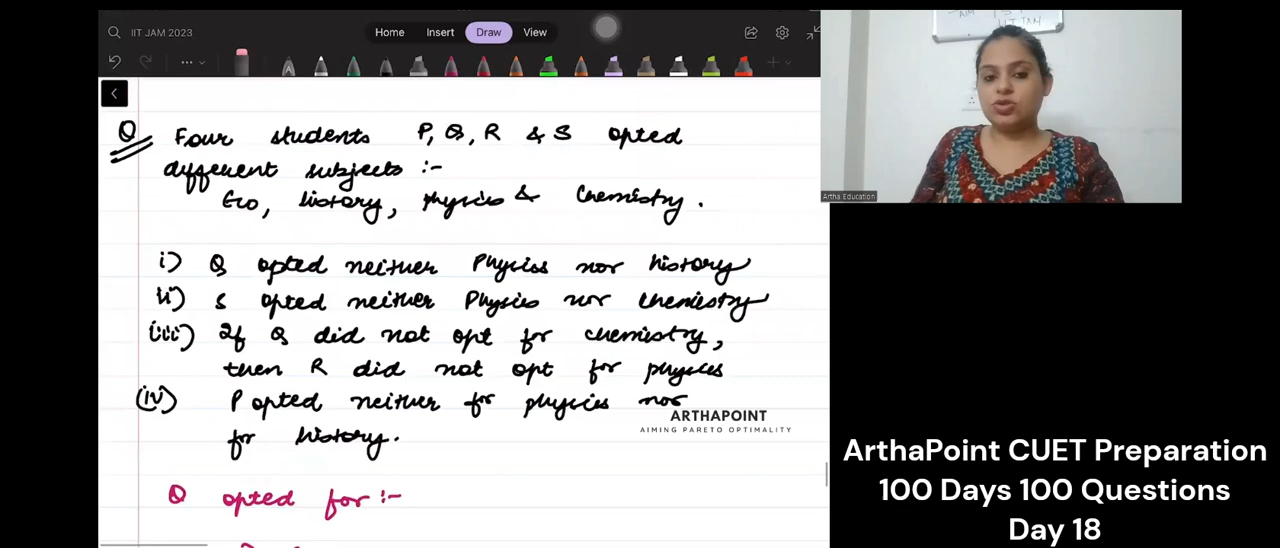 IIT JAM 2023
Home Insert Draw View
Q Four students P, Q, R & S opted
different subjects :-
Eco, history, physics & Chemistry.
i) Q opted neither Physics nor history
ii) S opted neither Physics nor chemistry
iii) If Q did not opt for chemistry,
then R did not opt for physics
(iv) P opted neither for physics nor
for history.
ARTHAPOINT
AIMING PARETO OPTIMALITY
Q opted for :-
Artha Education
ArthaPoint CUET Preparation
100 Days 100 Questions
Day 18